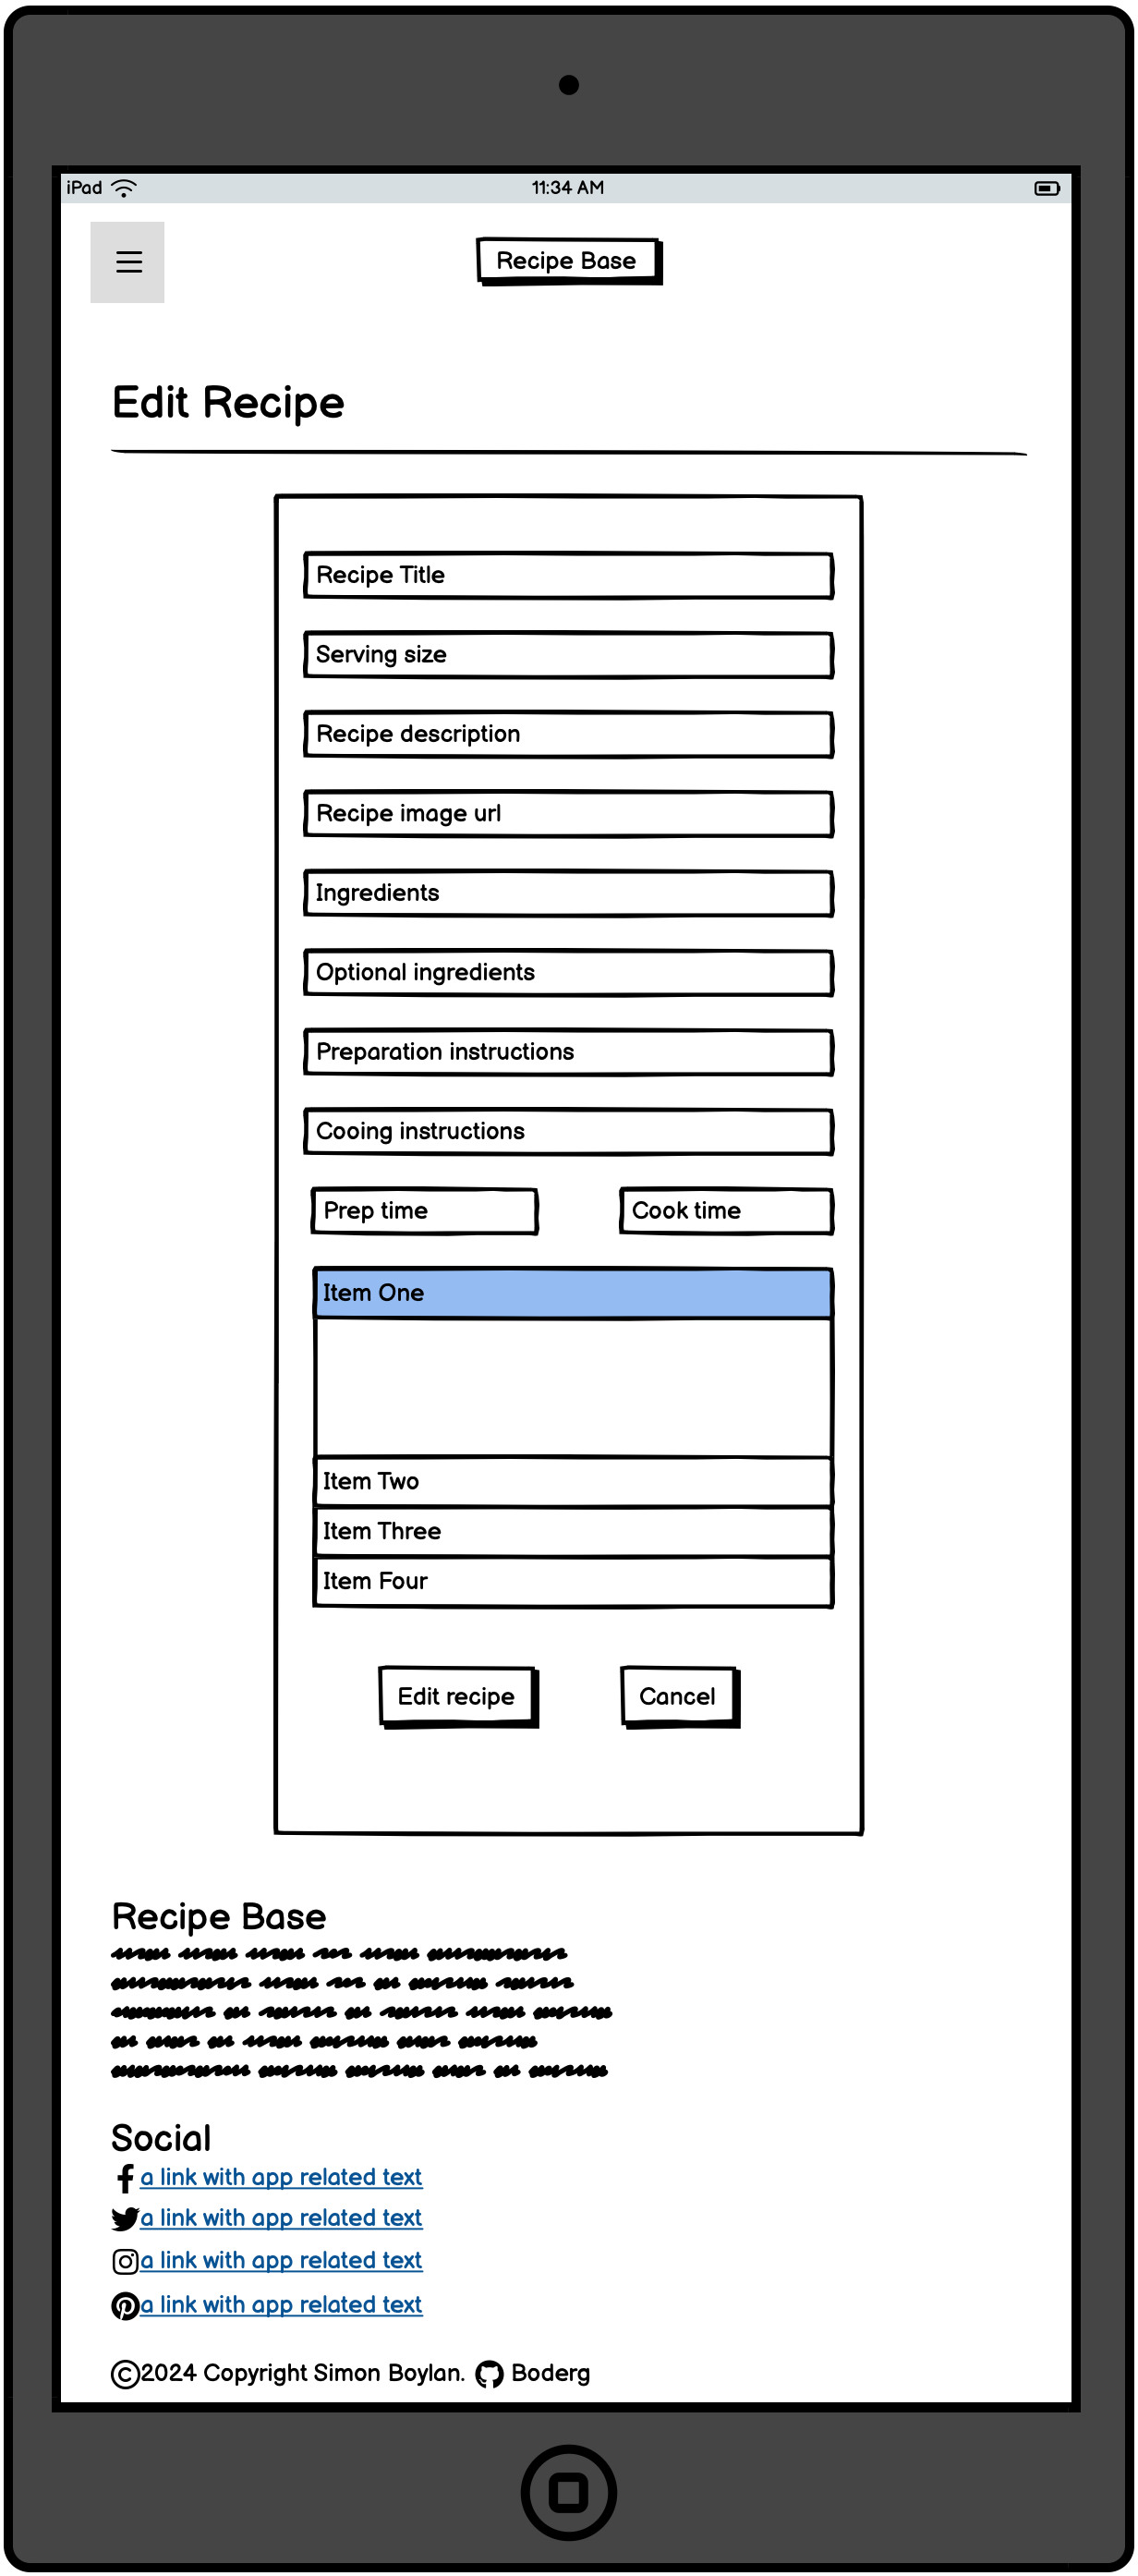 iPad 11:34 AM
Recipe Base
Edit Recipe
Recipe Title
Serving size
Recipe description
Recipe image url
Ingredients
Optional ingredients
Preparation instructions
Cooing instructions
Prep time Cook time
Item One
Item Two
Item Three
Item Four
Edit recipe Cancel
Recipe Base
Social
a link with app related text
a link with app related text
a link with app related text
a link with app related text
©2024 Copyright Simon Boylan. Boderg